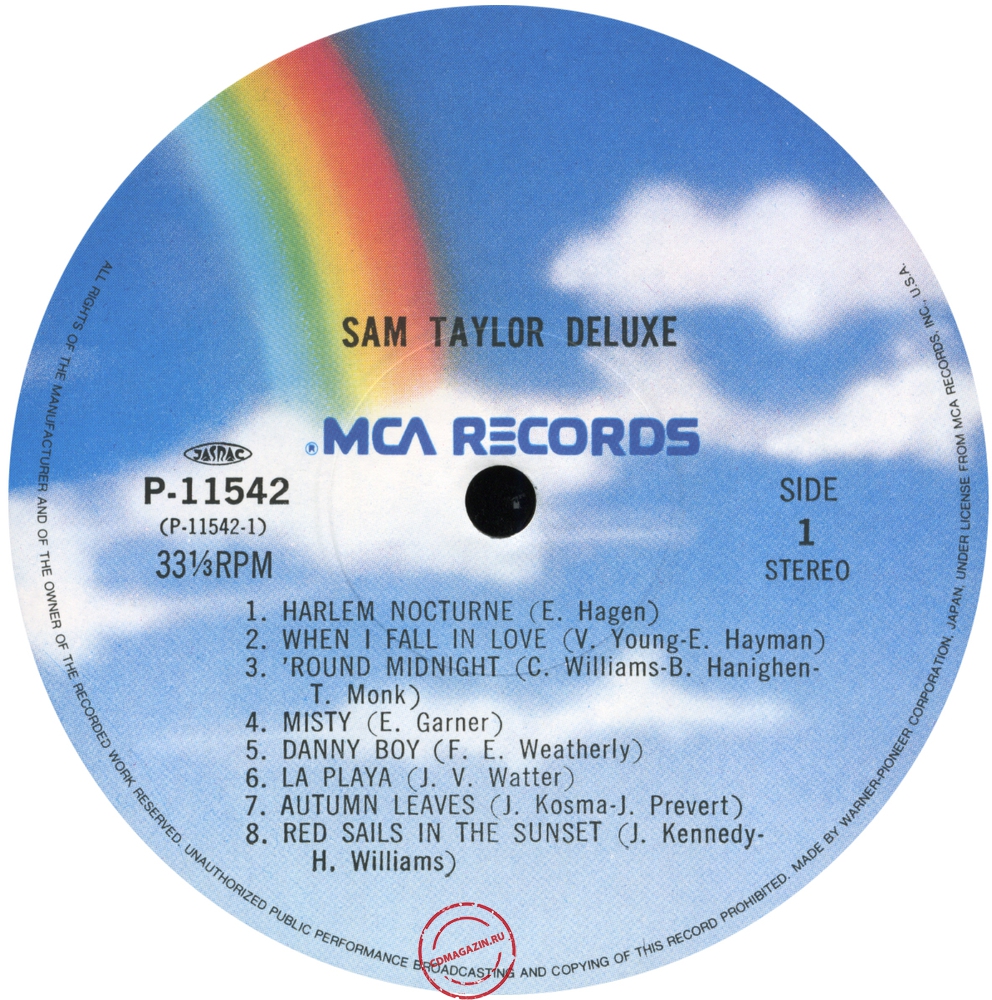 SAM TAYLOR DELUXE
® MCA RECORDS
JASRAC
P-11542
(P-11542-1)
33⅓RPM
SIDE
1
STEREO
1. HARLEM NOCTURNE (E. Hagen)
2. WHEN I FALL IN LOVE (V. Young-E. Hayman)
3. 'ROUND MIDNIGHT (C. Williams-B. Hanighen-
T. Monk)
4. MISTY (E. Garner)
5. DANNY BOY (F. E. Weatherly)
6. LA PLAYA (J. V. Watter)
7. AUTUMN LEAVES (J. Kosma-J. Prevert)
8. RED SAILS IN THE SUNSET (J. Kennedy-
H. Williams)
ALL RIGHTS OF THE MANUFACTURER AND OF THE OWNER OF THE RECORDED WORK RESERVED. UNAUTHORIZED PUBLIC PERFORMANCE BROADCASTING AND COPYING OF THIS RECORD PROHIBITED. MADE BY WARNER-PIONEER CORPORATION, JAPAN, UNDER LICENSE FROM MCA RECORDS, INC., U.S.A.
CDMAGAZIN.RU